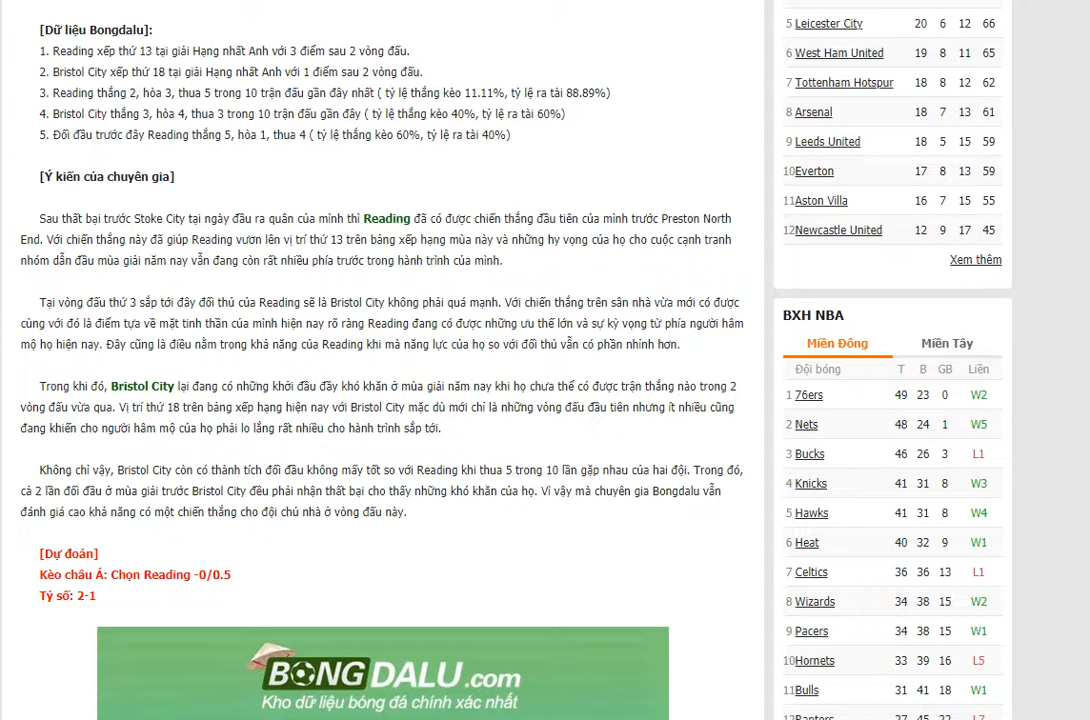 [Dữ liệu Bongdalu]:
1. Reading xếp thứ 13 tại giải Hạng nhất Anh với 3 điểm sau 2 vòng đấu.
2. Bristol City xếp thứ 18 tại giải Hạng nhất Anh với 1 điểm sau 2 vòng đấu.
3. Reading thắng 2, hòa 3, thua 5 trong 10 trận đấu gần đây nhất ( tỷ lệ thắng kèo 11.11%, tỷ lệ ra tài 88.89%)
4. Bristol City thắng 3, hòa 4, thua 3 trong 10 trận đấu gần đây ( tỷ lệ thắng kèo 40%, tỷ lệ ra tài 60%)
5. Đối đầu trước đây Reading thắng 5, hòa 1, thua 4 ( tỷ lệ thắng kèo 60%, tỷ lệ ra tài 40%)
[Ý kiến của chuyên gia]
Sau thất bại trước Stoke City tại ngày đầu ra quân của mình thì Reading đã có được chiến thắng đầu tiên của mình trước Preston North
End. Với chiến thắng này đã giúp Reading vươn lên vị trí thứ 13 trên bảng xếp hạng mùa này và những hy vọng của họ cho cuộc cạnh tranh
nhóm dẫn đầu mùa giải năm nay vẫn đang còn rất nhiều phía trước trong hành trình của mình.
Tại vòng đấu thứ 3 sắp tới đây đối thủ của Reading sẽ là Bristol City không phải quá mạnh. Với chiến thắng trên sân nhà vừa mới có được
cùng với đó là điểm tựa về mặt tinh thần của mình hiện nay rõ ràng Reading đang có được những ưu thế lớn và sự kỳ vọng từ phía người hâm
mộ họ hiện nay. Đây cũng là điều nằm trong khả năng của Reading khi mà năng lực của họ so với đối thủ vẫn có phần nhỉnh hơn.
Trong khi đó, Bristol City lại đang có những khởi đầu đầy khó khăn ở mùa giải năm nay khi họ chưa thể có được trận thắng nào trong 2
vòng đấu vừa qua. Vị trí thứ 18 trên bảng xếp hạng hiện nay với Bristol City mặc dù mới chỉ là những vòng đấu đầu tiên nhưng ít nhiều cũng
đang khiến cho người hâm mộ của họ phải lo lắng rất nhiều cho hành trình sắp tới.
Không chỉ vậy, Bristol City còn có thành tích đối đầu không mấy tốt so với Reading khi thua 5 trong 10 lần gặp nhau của hai đội. Trong đó,
cả 2 lần đối đầu ở mùa giải trước Bristol City đều phải nhận thất bại cho thấy những khó khăn của họ. Vì vậy mà chuyên gia Bongdalu vẫn
đánh giá cao khả năng có một chiến thắng cho đội chủ nhà ở vòng đấu này.
[Dự đoán]
Kèo châu Á: Chọn Reading -0/0.5
Tỷ số: 2-1
BONGDALU.com
Kho dữ liệu bóng đá chính xác nhất
5 Leicester City 20 6 12 66
6 West Ham United 19 8 11 65
7 Tottenham Hotspur 18 8 12 62
8 Arsenal 18 7 13 61
9 Leeds United 18 5 15 59
10 Everton 17 8 13 59
11 Aston Villa 16 7 15 55
12 Newcastle United 12 9 17 45
Xem thêm
BXH NBA
Miền Đông Miền Tây
Đội bóng T B GB Liên
1 76ers 49 23 0 W2
2 Nets 48 24 1 W5
3 Bucks 46 26 3 L1
4 Knicks 41 31 8 W3
5 Hawks 41 31 8 W4
6 Heat 40 32 9 W1
7 Celtics 36 36 13 L1
8 Wizards 34 38 15 W2
9 Pacers 34 38 15 W1
10 Hornets 33 39 16 L5
11 Bulls 31 41 18 W1
12 Raptors 27 45 22 L7